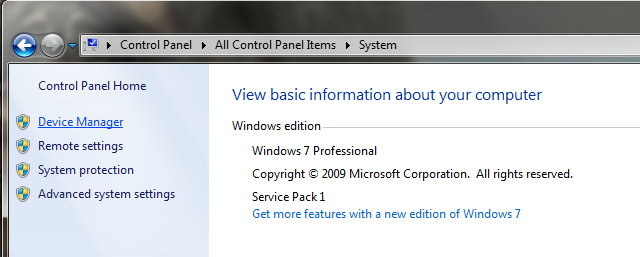 Control Panel ▸ All Control Panel Items ▸ System
Control Panel Home
Device Manager
Remote settings
System protection
Advanced system settings
View basic information about your computer
Windows edition
Windows 7 Professional
Copyright © 2009 Microsoft Corporation. All rights reserved.
Service Pack 1
Get more features with a new edition of Windows 7